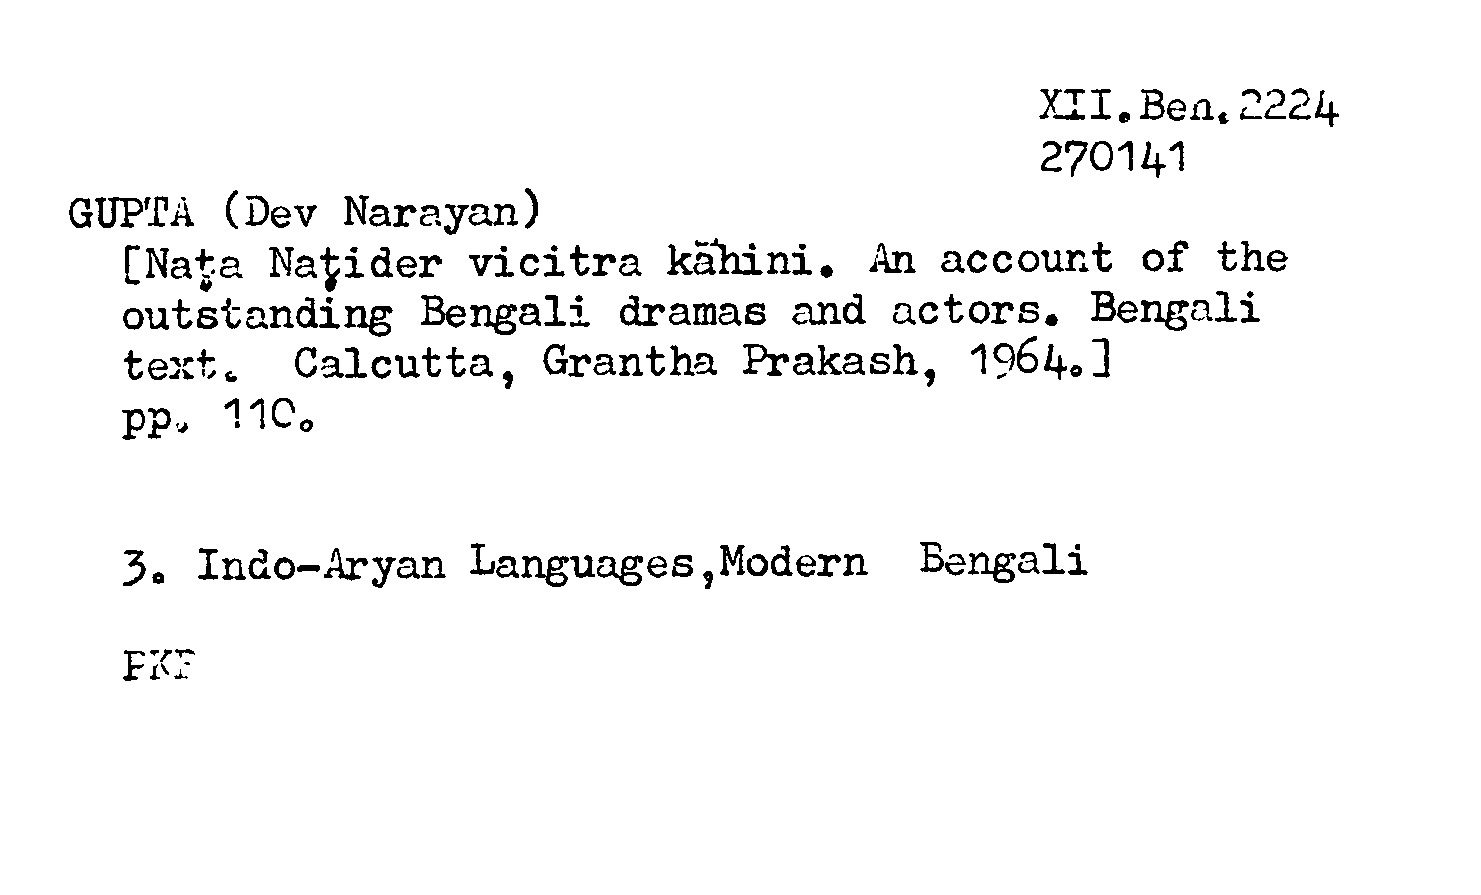 XII.Ben.2224
270141
GUPTA (Dev Narayan)
[Naṭa Naṭider vicitra kāhini. An account of the
outstanding Bengali dramas and actors. Bengali
text. Calcutta, Grantha Prakash, 1964.]
pp. 110.
3. Indo-Aryan Languages,Modern Bengali